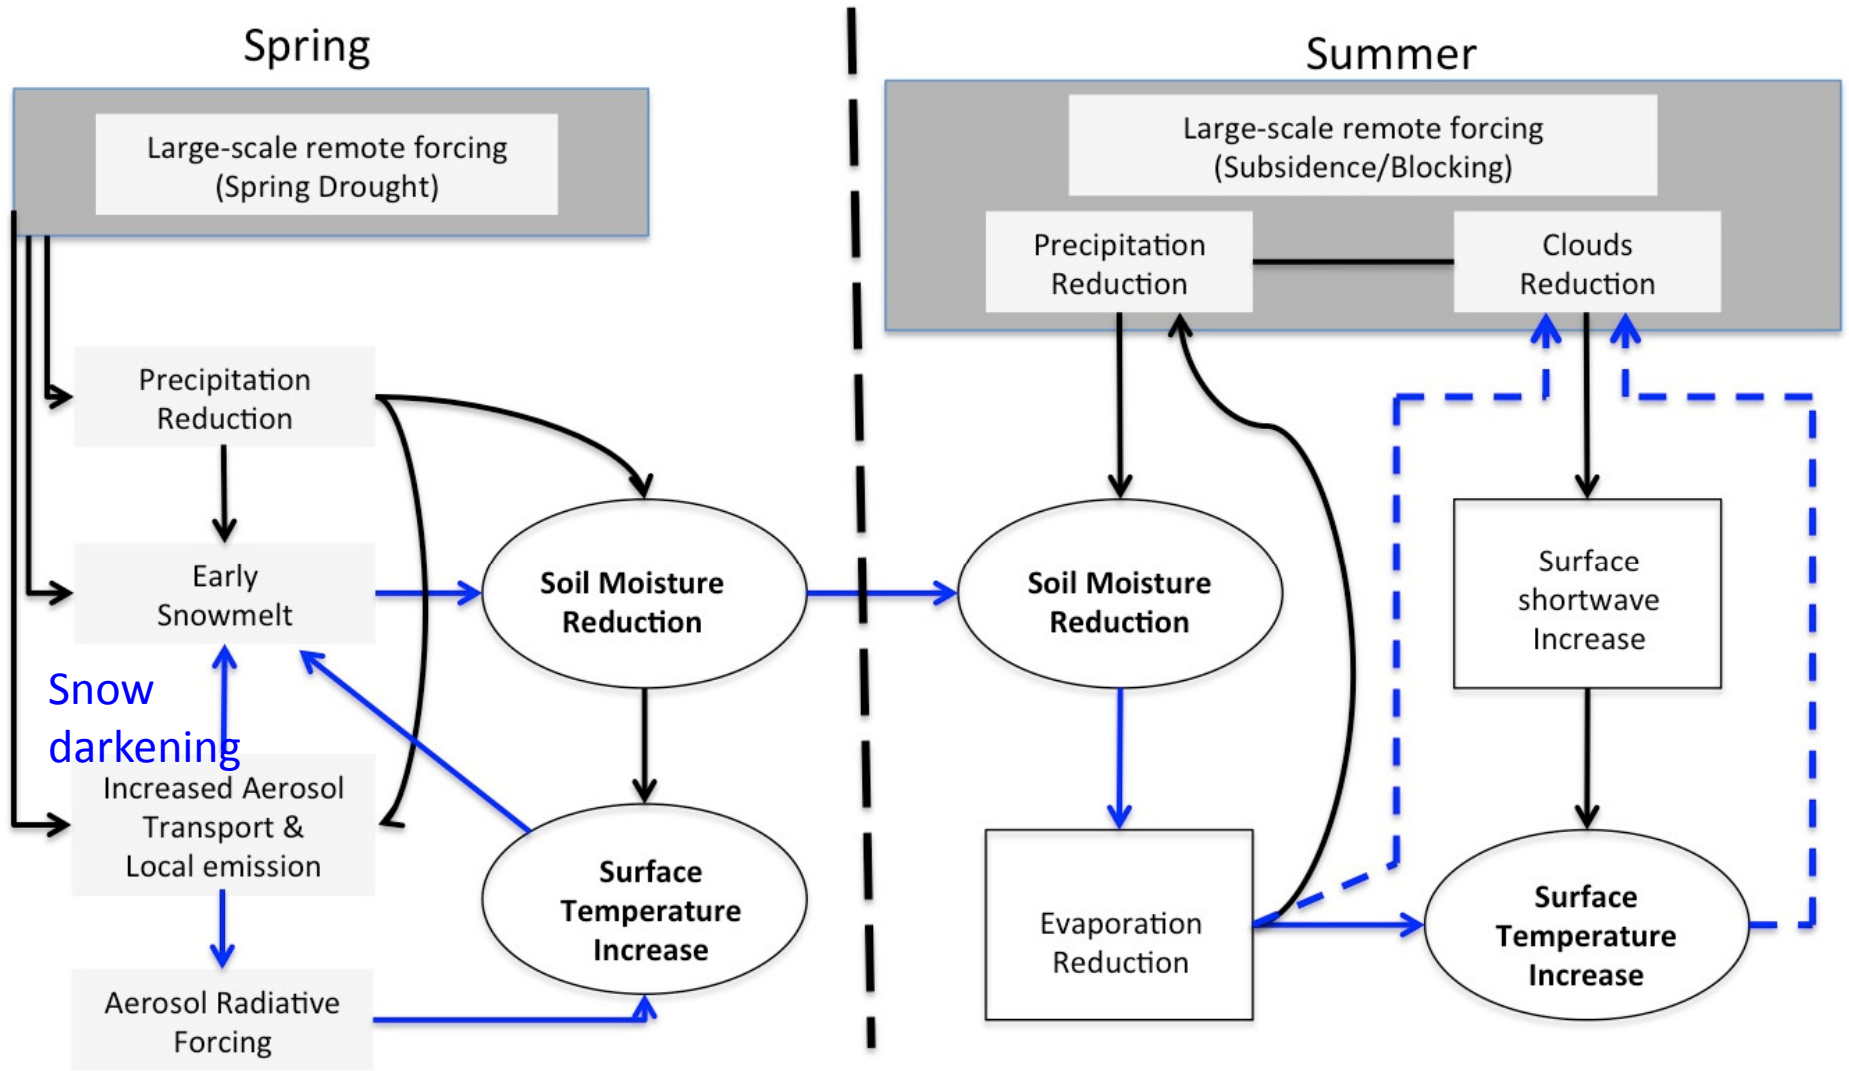 Spring
Large-scale remote forcing
(Spring Drought)
Precipitation
Reduction
Early
Snowmelt
Snow
darkening
Increased Aerosol
Transport &
Local emission
Aerosol Radiative
Forcing
Soil Moisture
Reduction
Surface
Temperature
Increase
Summer
Large-scale remote forcing
(Subsidence/Blocking)
Precipitation
Reduction
Clouds
Reduction
Soil Moisture
Reduction
Surface
shortwave
Increase
Evaporation
Reduction
Surface
Temperature
Increase